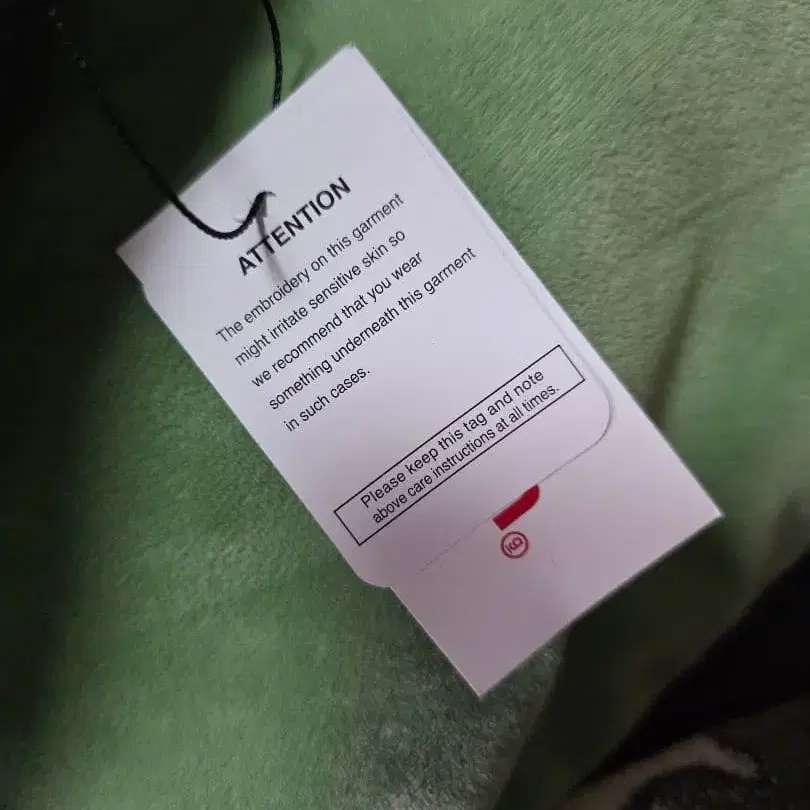 ATTENTION
The embroidery on this garment
might irritate sensitive skin so
we recommend that you wear
something underneath this garment
in such cases.
Please keep this tag and note
above care instructions at all times.